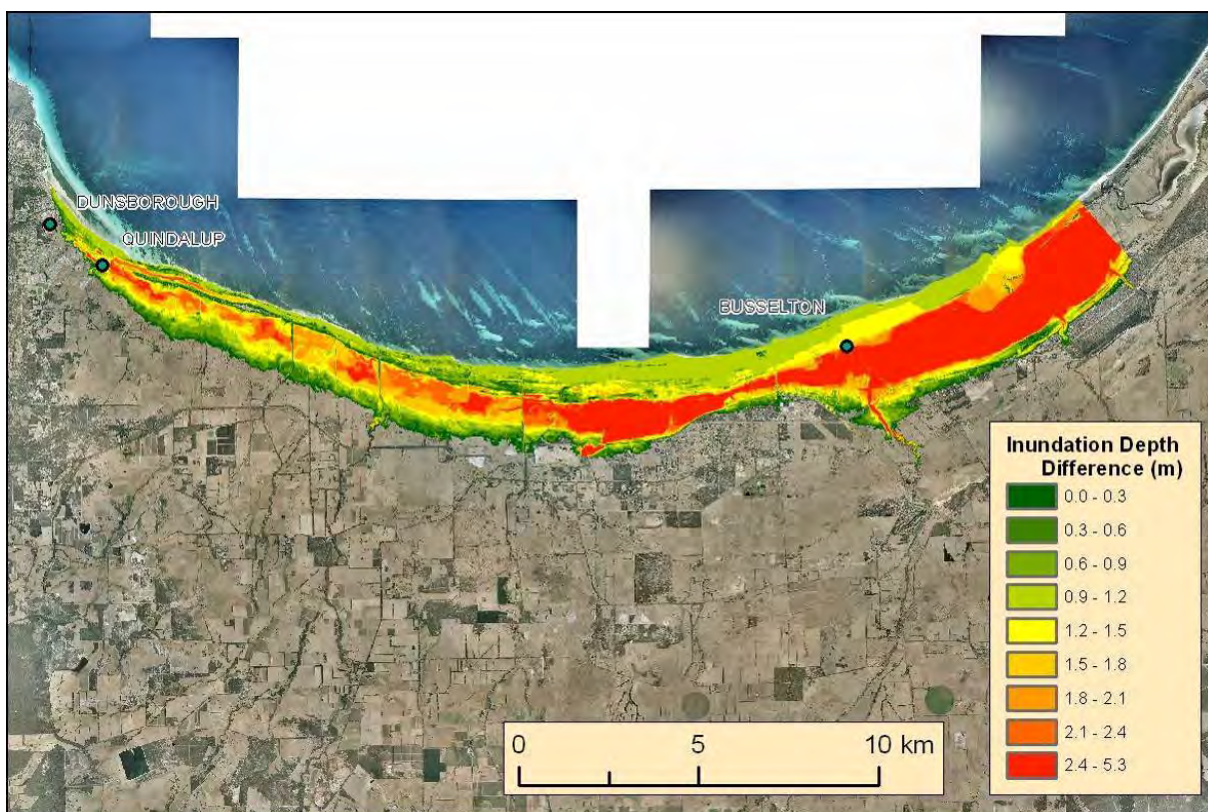 DUNSBOROUGH
QUINDALUP
BUSSELTON
Inundation Depth
Difference (m)
0.0 - 0.3
0.3 - 0.6
0.6 - 0.9
0.9 - 1.2
1.2 - 1.5
1.5 - 1.8
1.8 - 2.1
2.1 - 2.4
2.4 - 5.3
0 5 10 km